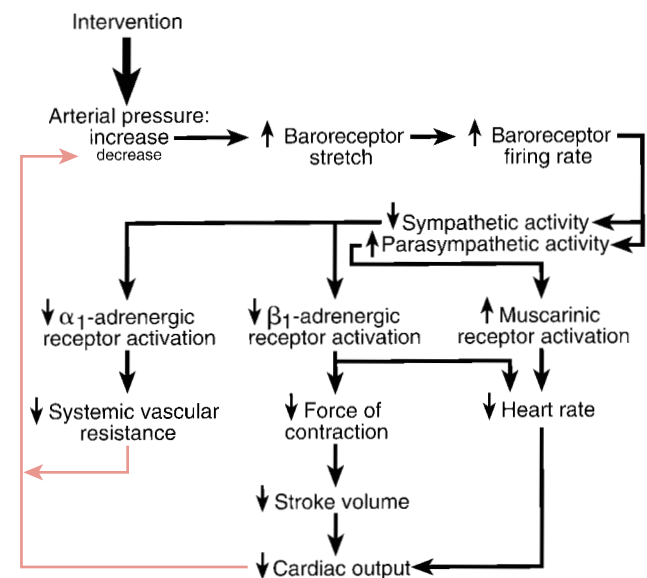 Intervention
Arterial pressure:
increase
decrease
↑ Baroreceptor
stretch
↑ Baroreceptor
firing rate
↓ Sympathetic activity
↑ Parasympathetic activity
↓ α1-adrenergic
receptor activation
↓ β1-adrenergic
receptor activation
↑ Muscarinic
receptor activation
↓ Systemic vascular
resistance
↓ Force of
contraction
↓ Heart rate
↓ Stroke volume
↓ Cardiac output